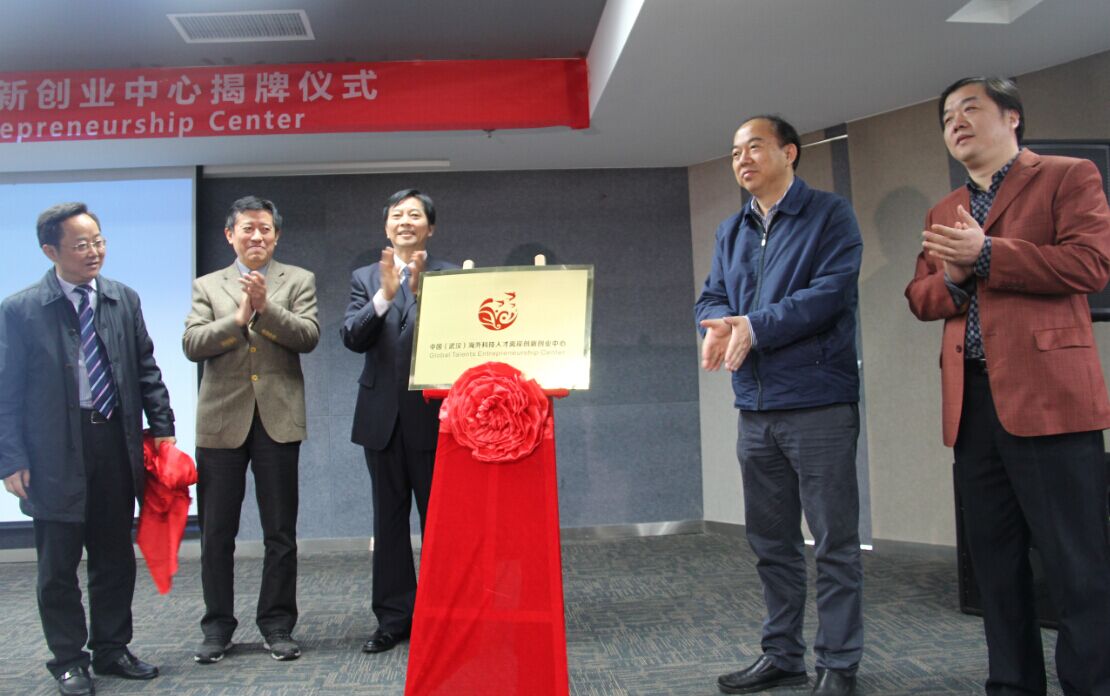 新创业中心揭牌仪式
epreneurship Center
中国（武汉）海外科技人才离岸创新创业中心
Global Talents Entrepreneurship Center